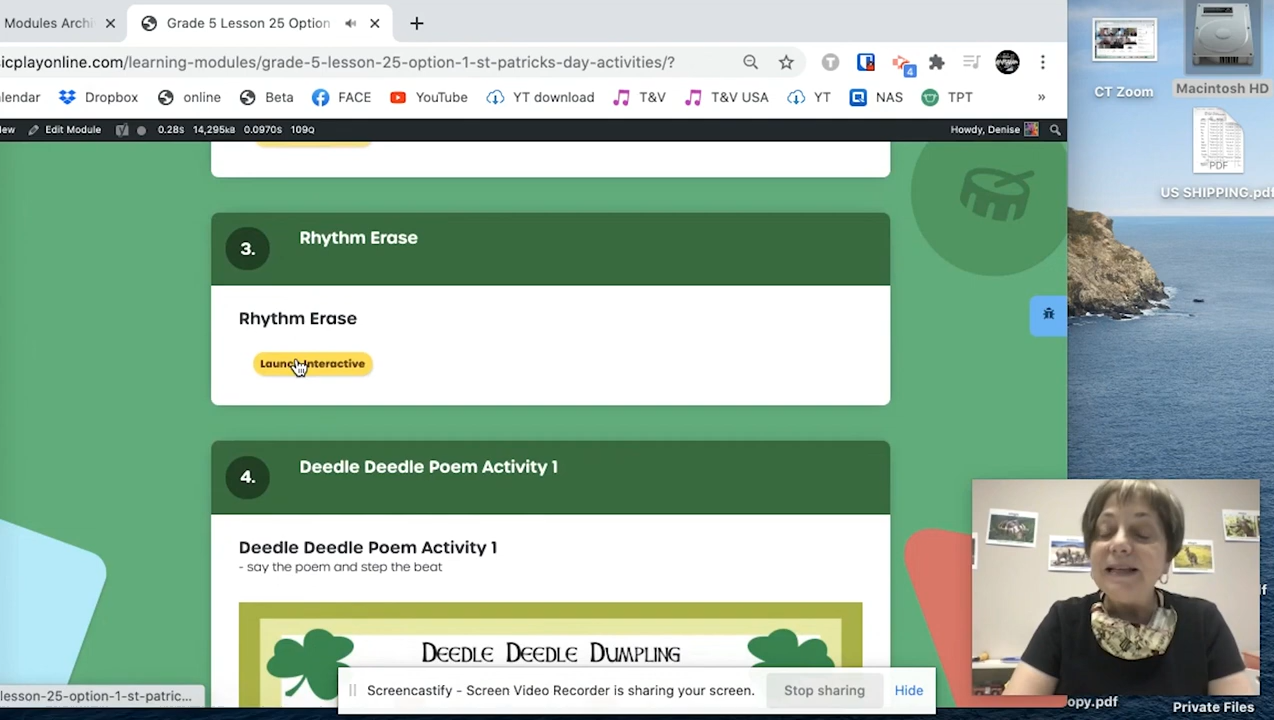 Modules Archi
Grade 5 Lesson 25 Option
icplayonline.com/learning-modules/grade-5-lesson-25-option-1-st-patricks-day-activities/?
4
lendar
Dropbox
online
Beta
FACE
YouTube
YT download
T&V
T&V USA
YT
NAS
TPT
»
New
Edit Module
0.28s
14,295KB
0.0970s
109Q
Howdy, Denise
CT Zoom
Macintosh HD
PDF
US SHIPPING.pdf
3.
Rhythm Erase
Rhythm Erase
Launch Interactive
4.
Deedle Deedle Poem Activity 1
Deedle Deedle Poem Activity 1
- say the poem and step the beat
DEEDLE DEEDLE DUMPLING
Screencastify - Screen Video Recorder is sharing your screen.
Stop sharing
Hide
lesson-25-option-1-st-patric...
opy.pdf
Private Files